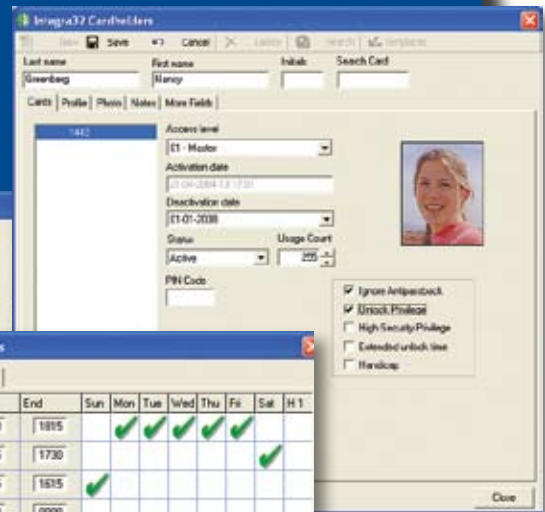 Integra32 Cardholders
New Save Cancel Delete Search Templates
Last name First name Initials Search Card
Greenberg Nancy
Cards Profile Photo Notes More Fields
1442
Access level
01 - Master
Activation date
Deactivation date
01-01-2038
Status Usage Count
Active 255
PIN Code
Ignore Antipassback
Unlock Privilege
High Security Privilege
Extended unlock time
Handicap
End Sun Mon Tue Wed Thu Fri Sat H1
1815
1730
1615
0000
Close